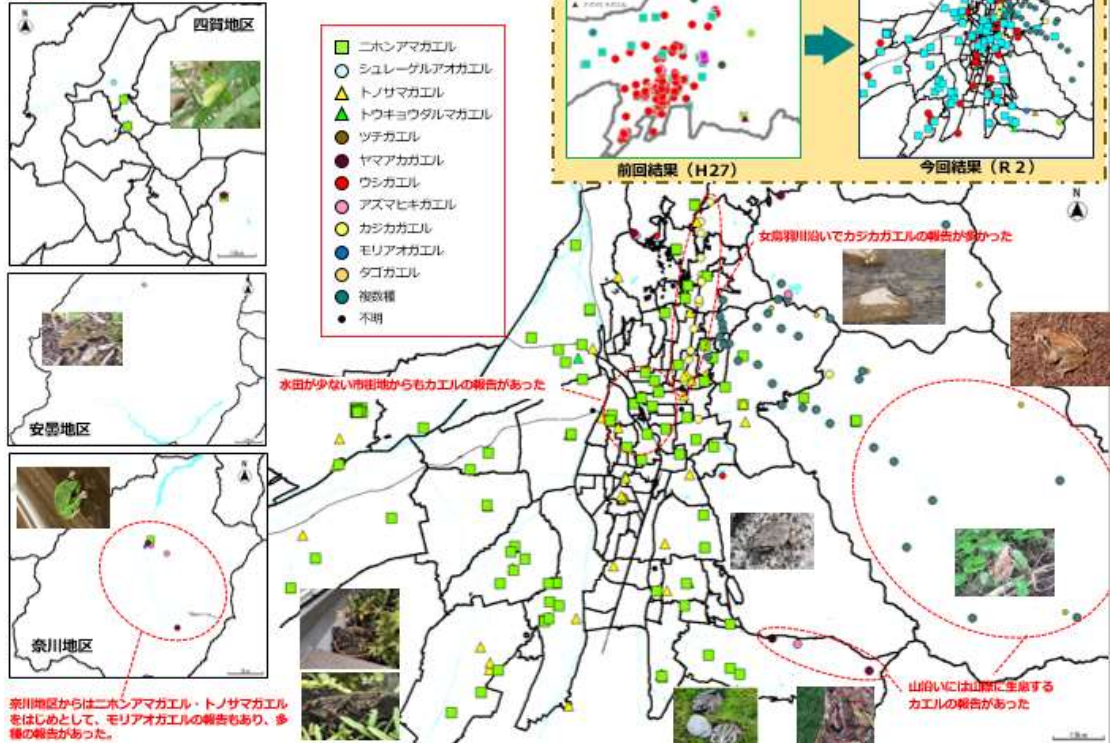 四賀地区
ニホンアマガエル
シュレーゲルアオガエル
トノサマガエル
トウキョウダルマガエル
ツチガエル
ヤマアカガエル
ウシガエル
アズマヒキガエル
カジカガエル
モリアオガエル
タゴガエル
複数種
不明
前回結果（H27）
今回結果（R２）
N
N
女鳥羽川沿いでカジカガエルの報告が多かった
水田が少ない市街地からもカエルの報告があった
安曇地区
N
奈川地区
奈川地区からはニホンアマガエル・トノサマガエル
をはじめとして、モリアオガエルの報告もあり、多
種の報告があった。
山沿いには山際に生息する
カエルの報告があった